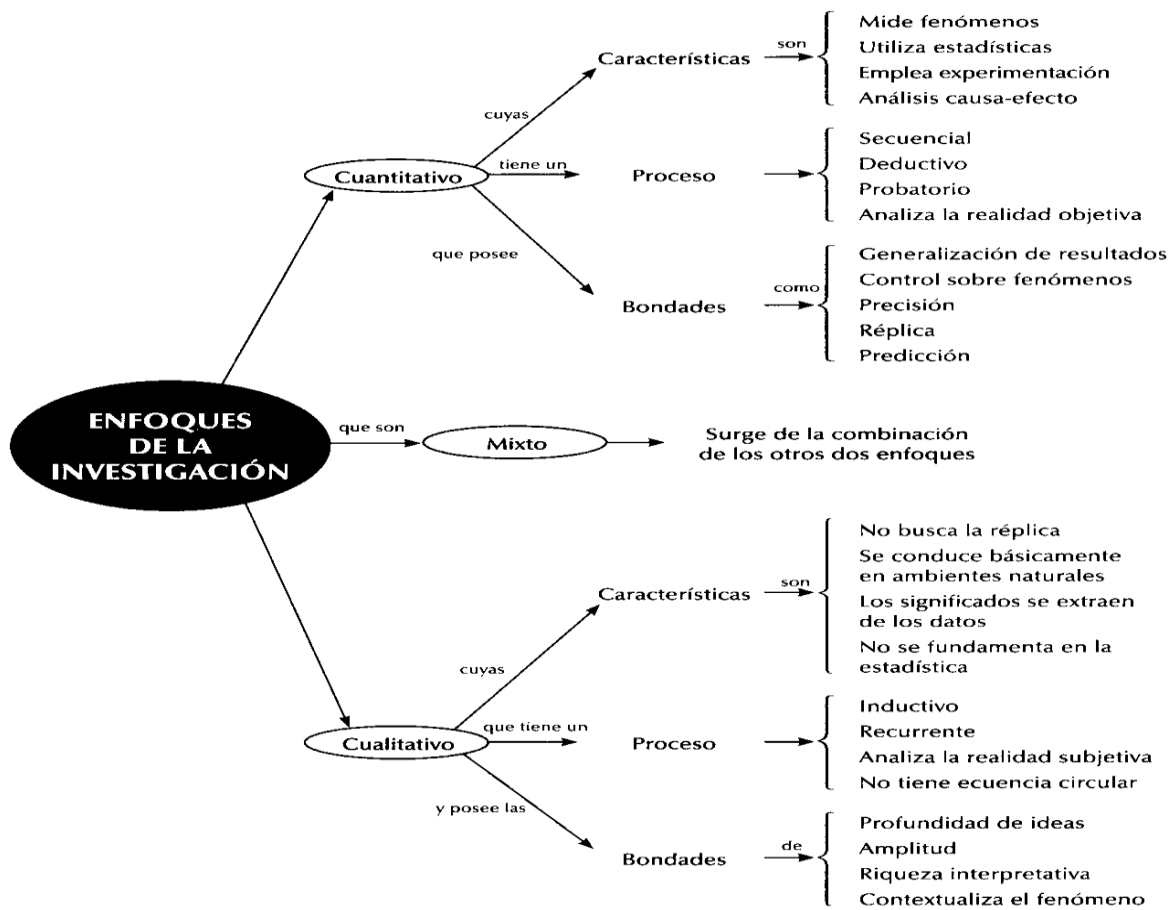 ENFOQUES
DE LA
INVESTIGACIÓN
cuyas
Cuantitativo
tiene un
que posee
Características
son
Mide fenómenos
Utiliza estadísticas
Emplea experimentación
Análisis causa-efecto
Proceso
Secuencial
Deductivo
Probatorio
Analiza la realidad objetiva
Bondades
como
Generalización de resultados
Control sobre fenómenos
Precisión
Réplica
Predicción
que son
Mixto
Surge de la combinación
de los otros dos enfoques
cuyas
Cualitativo
que tiene un
y posee las
Características
son
No busca la réplica
Se conduce básicamente
en ambientes naturales
Los significados se extraen
de los datos
No se fundamenta en la
estadística
Proceso
Inductivo
Recurrente
Analiza la realidad subjetiva
No tiene ecuencia circular
Bondades
de
Profundidad de ideas
Amplitud
Riqueza interpretativa
Contextualiza el fenómeno